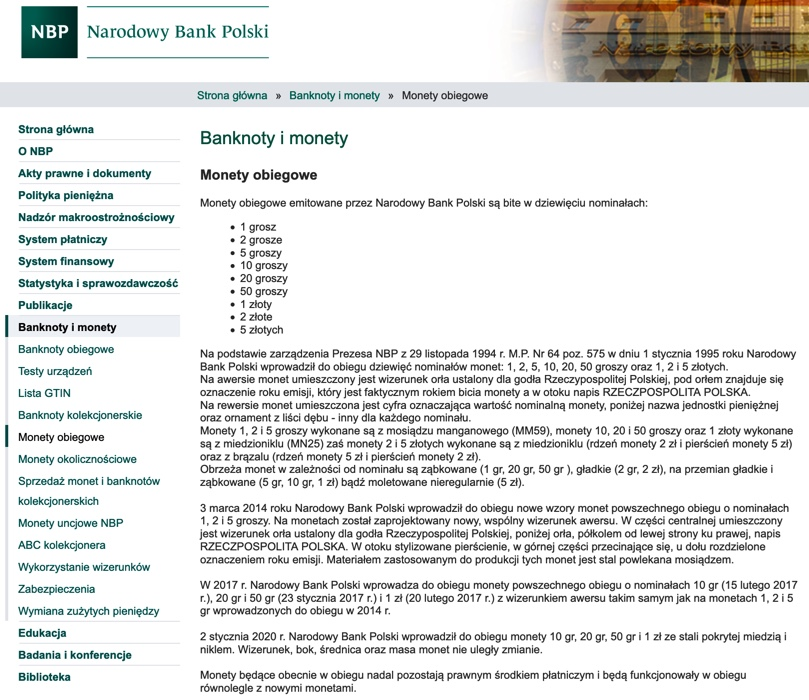 NBP Narodowy Bank Polski
Strona główna » Banknoty i monety » Monety obiegowe
Strona główna
O NBP
Akty prawne i dokumenty
Polityka pieniężna
Nadzór makroostrożnościowy
System płatniczy
System finansowy
Statystyka i sprawozdawczość
Publikacje
Banknoty i monety
Banknoty obiegowe
Testy urządzeń
Lista GTIN
Banknoty kolekcjonerskie
Monety obiegowe
Monety okolicznościowe
Sprzedaż monet i banknotów
kolekcjonerskich
Monety uncjowe NBP
ABC kolekcjonera
Wykorzystanie wizerunków
Zabezpieczenia
Wymiana zużytych pieniędzy
Edukacja
Badania i konferencje
Biblioteka
Banknoty i monety
Monety obiegowe
Monety obiegowe emitowane przez Narodowy Bank Polski są bite w dziewięciu nominałach:
• 1 grosz
• 2 grosze
• 5 groszy
• 10 groszy
• 20 groszy
• 50 groszy
• 1 złoty
• 2 złote
• 5 złotych
Na podstawie zarządzenia Prezesa NBP z 29 listopada 1994 r. M.P. Nr 64 poz. 575 w dniu 1 stycznia 1995 roku Narodowy
Bank Polski wprowadził do obiegu dziewięć nominałów monet: 1, 2, 5, 10, 20, 50 groszy oraz 1, 2 i 5 złotych.
Na awersie monet umieszczony jest wizerunek orła ustalony dla godła Rzeczypospolitej Polskiej, pod orłem znajduje się
oznaczenie roku emisji, który jest faktycznym rokiem bicia monety a w otoku napis RZECZPOSPOLITA POLSKA.
Na rewersie monet umieszczona jest cyfra oznaczająca wartość nominalną monety, poniżej nazwa jednostki pieniężnej
oraz ornament z liści dębu - inny dla każdego nominału.
Monety 1, 2 i 5 groszy wykonane są z mosiądzu manganowego (MM59), monety 10, 20 i 50 groszy oraz 1 złoty wykonane
są z miedzioniklu (MN25) zaś monety 2 i 5 złotych wykonane są z miedzioniklu (rdzeń monety 2 zł i pierścień monety 5 zł)
oraz z brązalu (rdzeń monety 5 zł i pierścień monety 2 zł).
Obrzeża monet w zależności od nominału są ząbkowane (1 gr, 20 gr, 50 gr ), gładkie (2 gr, 2 zł), na przemian gładkie i
ząbkowane (5 gr, 10 gr, 1 zł) bądź moletowane nieregularnie (5 zł).
3 marca 2014 roku Narodowy Bank Polski wprowadził do obiegu nowe wzory monet powszechnego obiegu o nominałach
1, 2 i 5 groszy. Na monetach został zaprojektowany nowy, wspólny wizerunek awersu. W części centralnej umieszczony
jest wizerunek orła ustalony dla godła Rzeczypospolitej Polskiej, poniżej orła, półkolem od lewej strony ku prawej, napis
RZECZPOSPOLITA POLSKA. W otoku stylizowane pierścienie, w górnej części przecinające się, u dołu rozdzielone
oznaczeniem roku emisji. Materiałem zastosowanym do produkcji tych monet jest stal powlekana mosiądzem.
W 2017 r. Narodowy Bank Polski wprowadza do obiegu monety powszechnego obiegu o nominałach 10 gr (15 lutego 2017
r.), 20 gr i 50 gr (23 stycznia 2017 r.) i 1 zł (20 lutego 2017 r.) z wizerunkiem awersu takim samym jak na monetach 1, 2 i 5
gr wprowadzonych do obiegu w 2014 r.
2 stycznia 2020 r. Narodowy Bank Polski wprowadził do obiegu monety 10 gr, 20 gr, 50 gr i 1 zł ze stali pokrytej miedzią i
niklem. Wizerunek, bok, średnica oraz masa monet nie uległy zmianie.
Monety będące obecnie w obiegu nadal pozostają prawnym środkiem płatniczym i będą funkcjonowały w obiegu
równolegle z nowymi monetami.